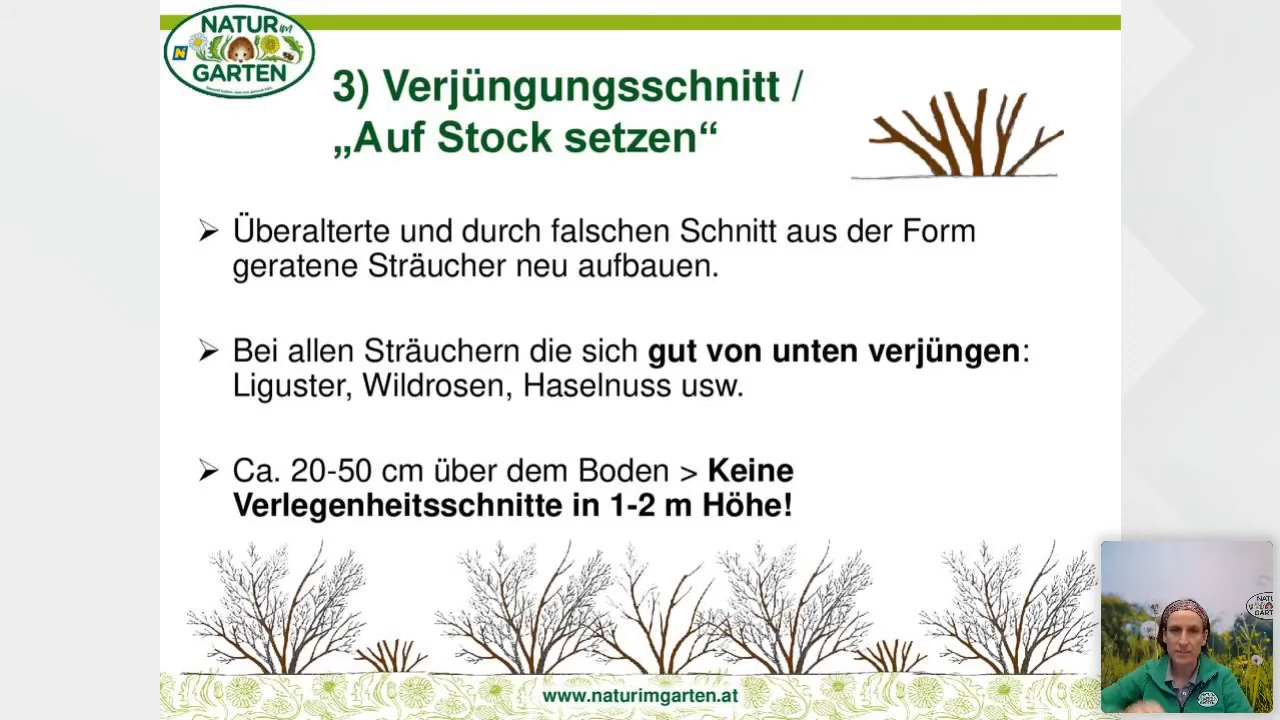 NATUR im
GARTEN
3) Verjüngungsschnitt /
„Auf Stock setzen“
➢ Überalterte und durch falschen Schnitt aus der Form
geratene Sträucher neu aufbauen.
➢ Bei allen Sträuchern die sich gut von unten verjüngen:
Liguster, Wildrosen, Haselnuss usw.
➢ Ca. 20-50 cm über dem Boden > Keine
Verlegenheitsschnitte in 1-2 m Höhe!
www.naturimgarten.at